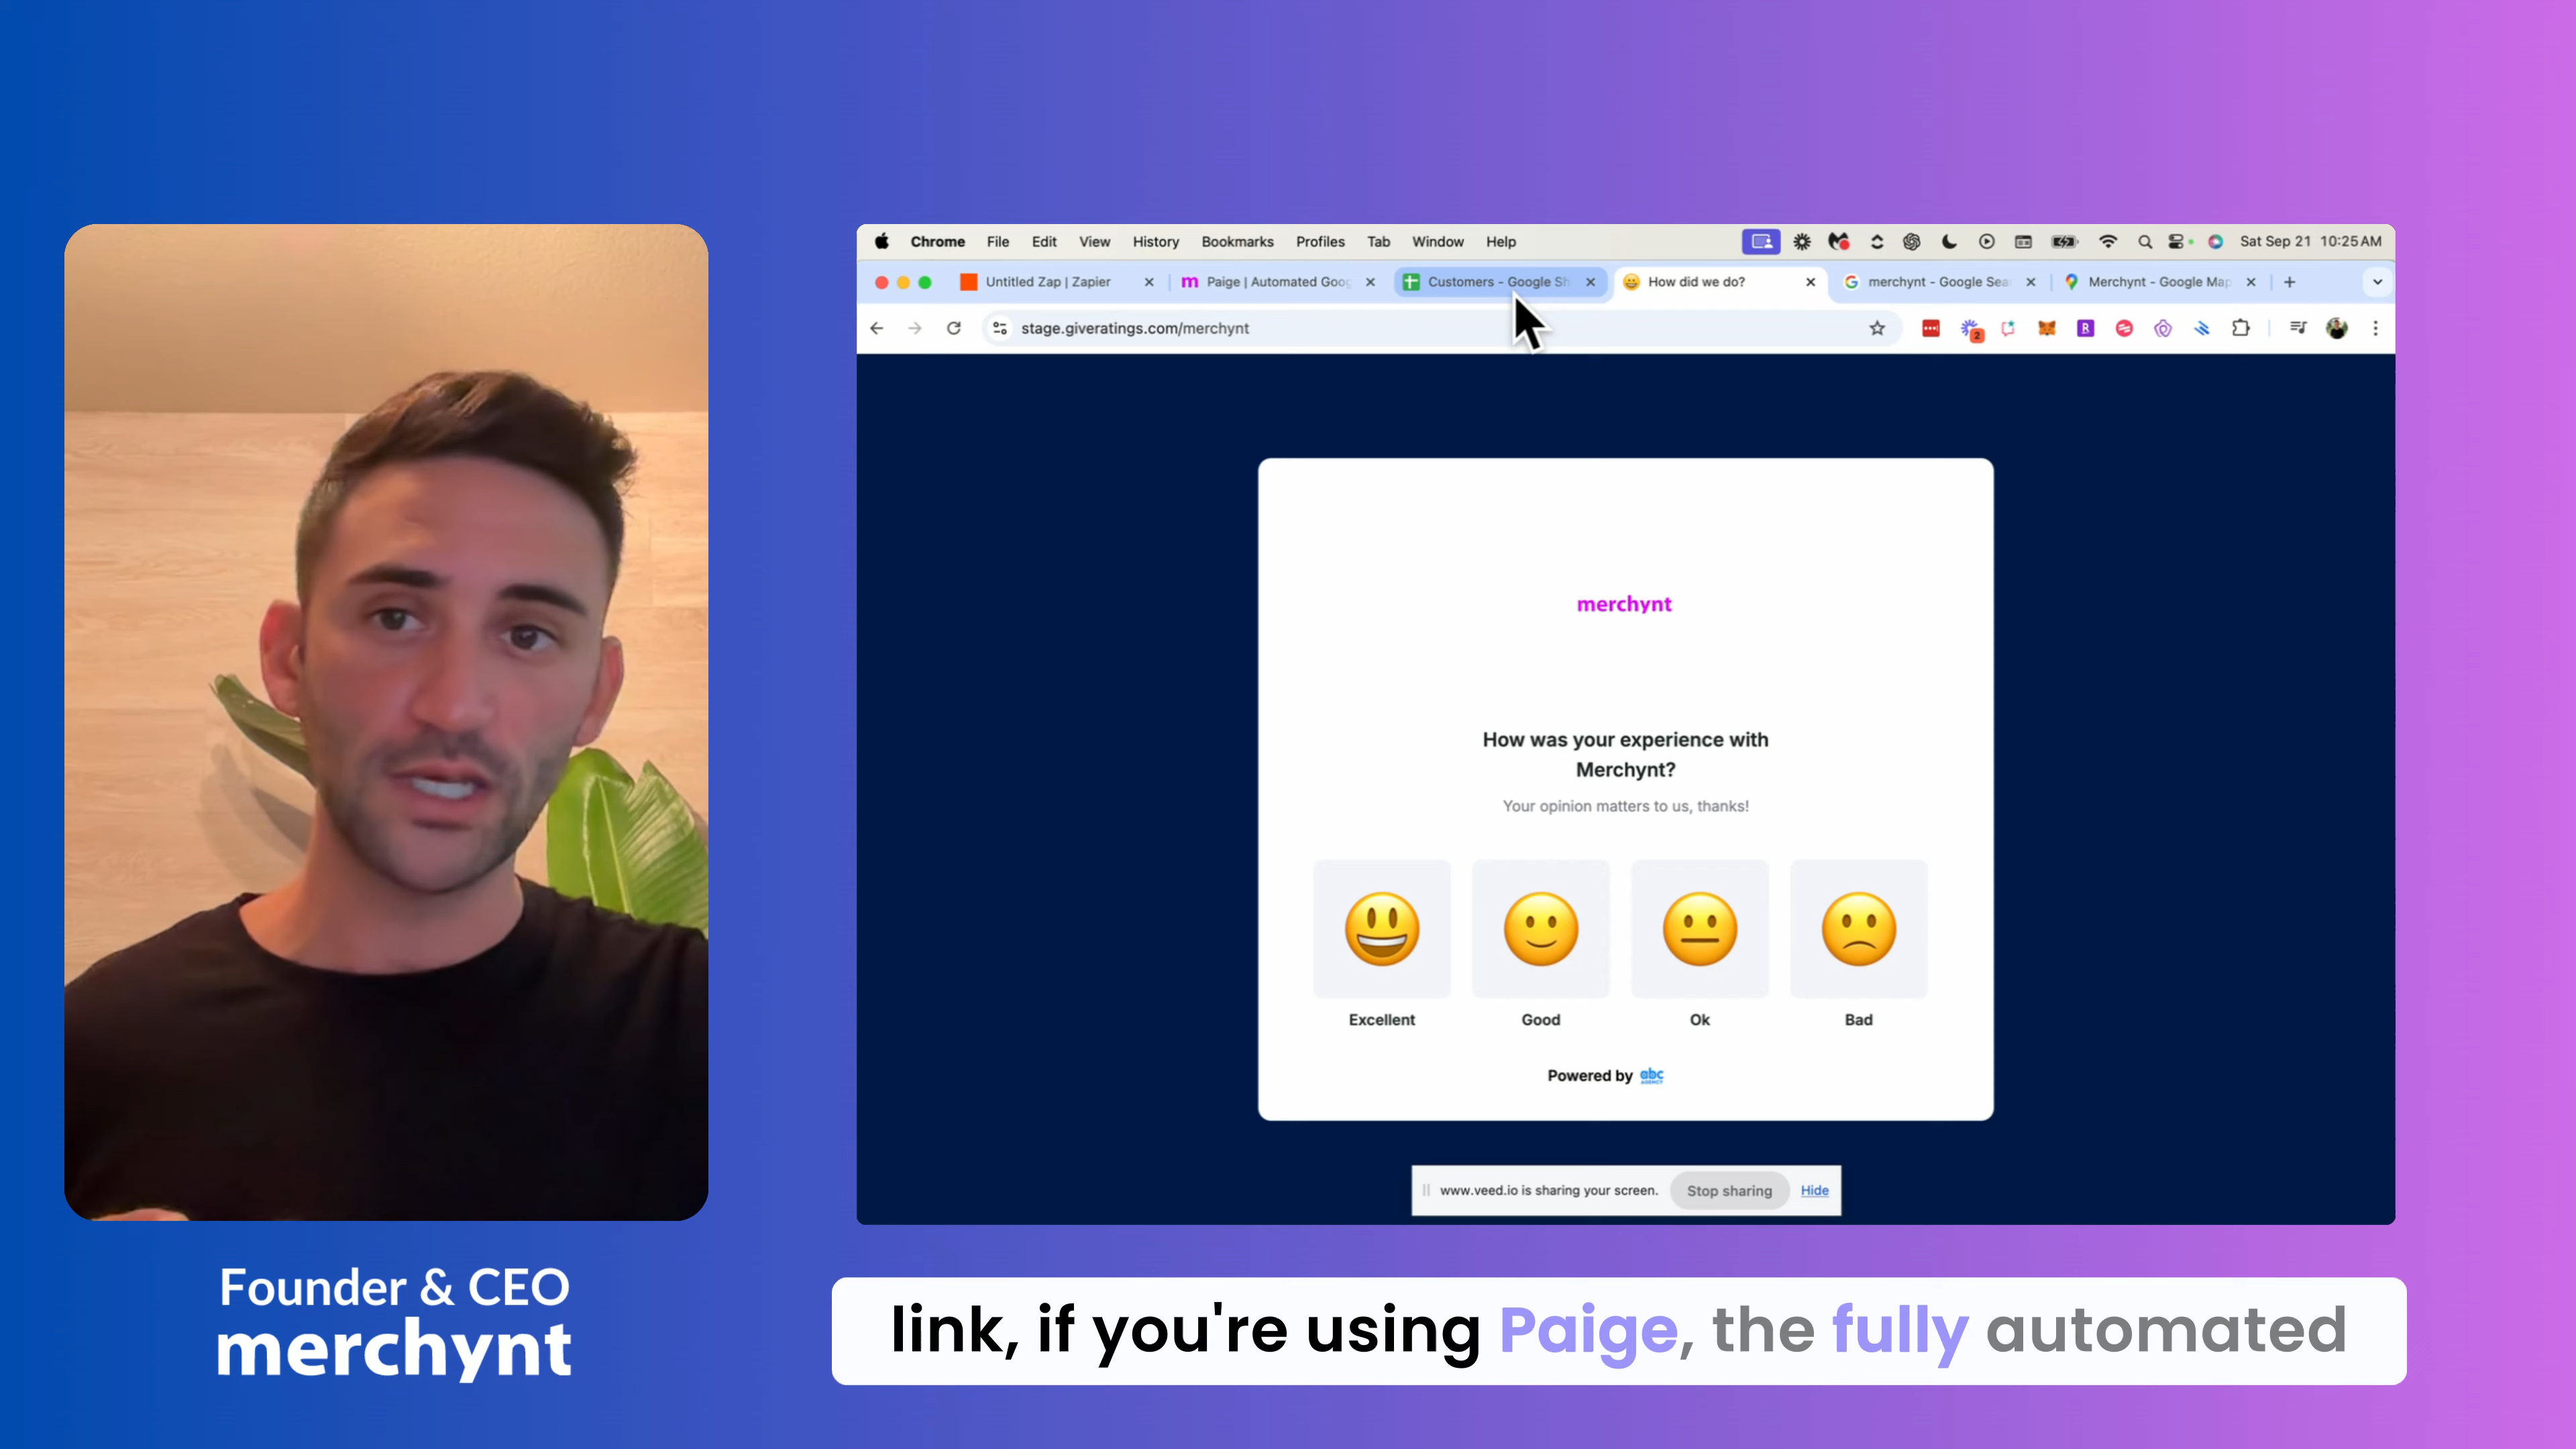 Chrome File Edit View History Bookmarks Profiles Tab Window Help Sat Sep 21 10:25 AM
Untitled Zap | Zapier
m Paige | Automated Goog
Customers - Google Sh
How did we do?
merchynt - Google Sea
Merchynt - Google Map
stage.giveratings.com/merchynt
2
R
merchynt
How was your experience with
Merchynt?
Your opinion matters to us, thanks!
Excellent Good Ok Bad
Powered by abc AGENCY
www.veed.io is sharing your screen. Stop sharing Hide
Founder & CEO
merchynt
link, if you're using Paige, the fully automated